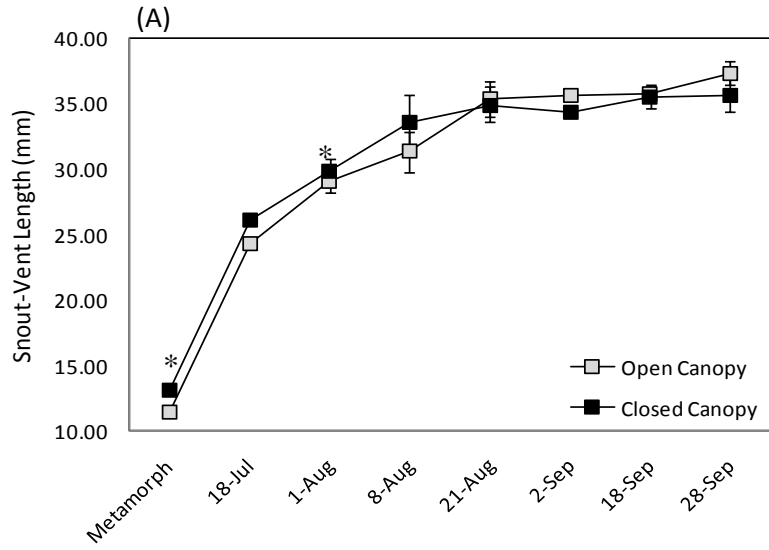 (A)
40.00
35.00
30.00
25.00
20.00
15.00
10.00
Snout-Vent Length (mm)
*
*
Open Canopy
Closed Canopy
Metamorph
18-Jul
1-Aug
8-Aug
21-Aug
2-Sep
18-Sep
28-Sep